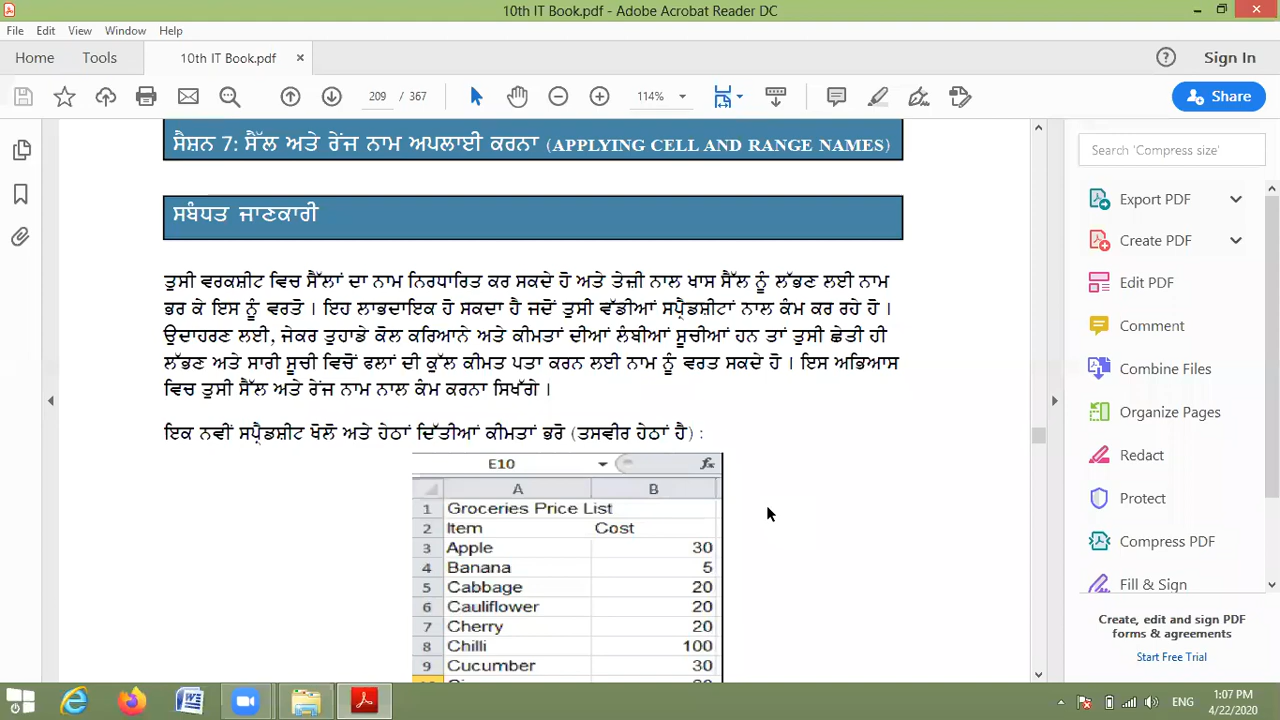 10th IT Book.pdf - Adobe Acrobat Reader DC
File Edit View Window Help
Home Tools 10th IT Book.pdf × Sign In
209 / 367 114% Share
ਸੈਸ਼ਨ 7: ਸੈੱਲ ਅਤੇ ਰੇਂਜ ਨਾਮ ਅਪਲਾਈ ਕਰਨਾ (APPLYING CELL AND RANGE NAMES)
ਸਬੰਧਤ ਜਾਣਕਾਰੀ
ਤੁਸੀ ਵਰਕਸ਼ੀਟ ਵਿਚ ਸੈੱਲਾਂ ਦਾ ਨਾਮ ਨਿਰਧਾਰਿਤ ਕਰ ਸਕਦੇ ਹੋ ਅਤੇ ਤੇਜ਼ੀ ਨਾਲ ਖਾਸ ਸੈੱਲ ਨੂੰ ਲੱਭਣ ਲਈ ਨਾਮ
ਭਰ ਕੇ ਇਸ ਨੂੰ ਵਰਤੋ । ਇਹ ਲਾਭਦਾਇਕ ਹੋ ਸਕਦਾ ਹੈ ਜਦੋਂ ਤੁਸੀ ਵੱਡੀਆਂ ਸਪ੍ਰੈਡਸ਼ੀਟਾਂ ਨਾਲ ਕੰਮ ਕਰ ਰਹੇ ਹੋ ।
ਉਦਾਹਰਣ ਲਈ, ਜੇਕਰ ਤੁਹਾਡੇ ਕੋਲ ਕਰਿਆਨੇ ਅਤੇ ਕੀਮਤਾਂ ਦੀਆਂ ਲੰਬੀਆਂ ਸੂਚੀਆਂ ਹਨ ਤਾਂ ਤੁਸੀ ਛੇਤੀ ਹੀ
ਲੱਭਣ ਅਤੇ ਸਾਰੀ ਸੂਚੀ ਵਿਚੋਂ ਫਲਾਂ ਦੀ ਕੁੱਲ ਕੀਮਤ ਪਤਾ ਕਰਨ ਲਈ ਨਾਮ ਨੂੰ ਵਰਤ ਸਕਦੇ ਹੋ । ਇਸ ਅਭਿਆਸ
ਵਿਚ ਤੁਸੀ ਸੈੱਲ ਅਤੇ ਰੇਂਜ ਨਾਮ ਨਾਲ ਕੰਮ ਕਰਨਾ ਸਿਖੱਗੇ ।
ਇਕ ਨਵੀਂ ਸਪ੍ਰੈਡਸ਼ੀਟ ਖੋਲੋ ਅਤੇ ਹੇਠਾਂ ਦਿੱਤੀਆਂ ਕੀਮਤਾਂ ਭਰੋ (ਤਸਵੀਰ ਹੇਠਾਂ ਹੈ) :
E10 fx
A B
1 Groceries Price List
2 Item Cost
3 Apple 30
4 Banana 5
5 Cabbage 20
6 Cauliflower 20
7 Cherry 20
8 Chilli 100
9 Cucumber 30
Search 'Compress size'
Export PDF
Create PDF
Edit PDF
Comment
Combine Files
Organize Pages
Redact
Protect
Compress PDF
Fill & Sign
Create, edit and sign PDF
forms & agreements
Start Free Trial
ENG
1:07 PM
4/22/2020